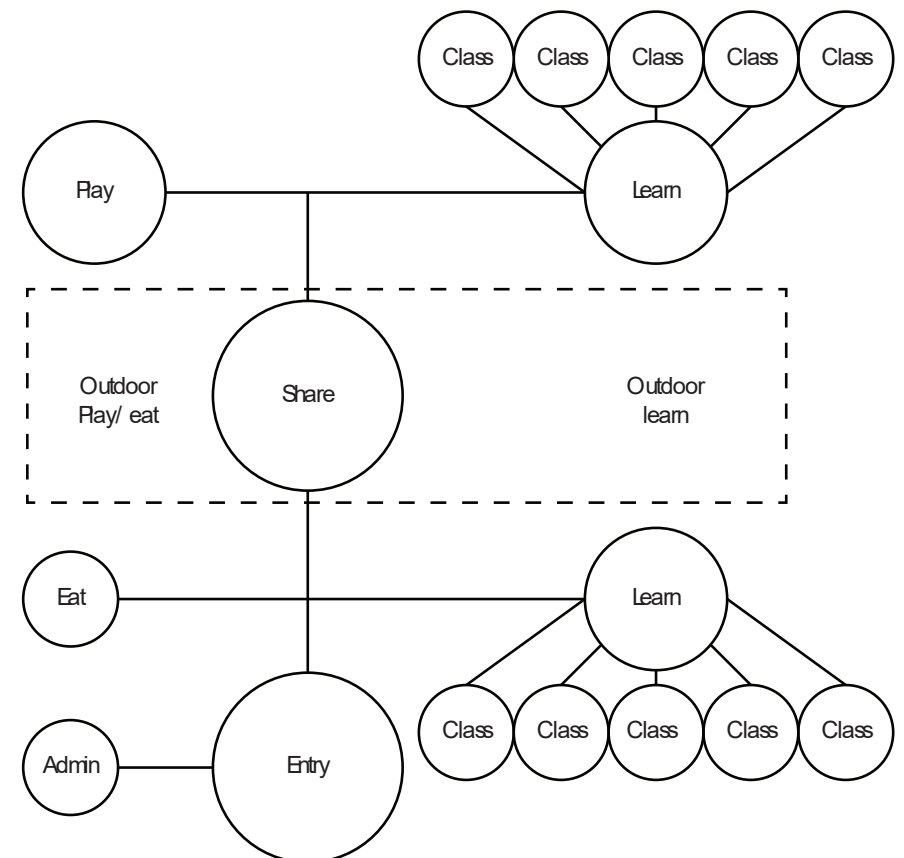 Class
Class
Class
Class
Class
Play
Learn
Outdoor
Play/ eat
Share
Outdoor
learn
Eat
Learn
Class
Class
Class
Class
Class
Admin
Entry